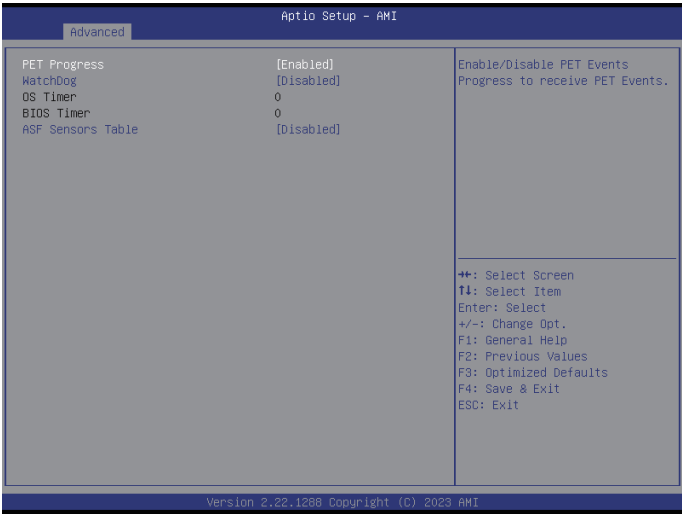 Aptio Setup – AMI
Advanced
PET Progress [Enabled]
WatchDog [Disabled]
OS Timer 0
BIOS Timer 0
ASF Sensors Table [Disabled]
Enable/Disable PET Events
Progress to receive PET Events.
→←: Select Screen
↑↓: Select Item
Enter: Select
+/-: Change Opt.
F1: General Help
F2: Previous Values
F3: Optimized Defaults
F4: Save & Exit
ESC: Exit
Version 2.22.1288 Copyright (C) 2023 AMI